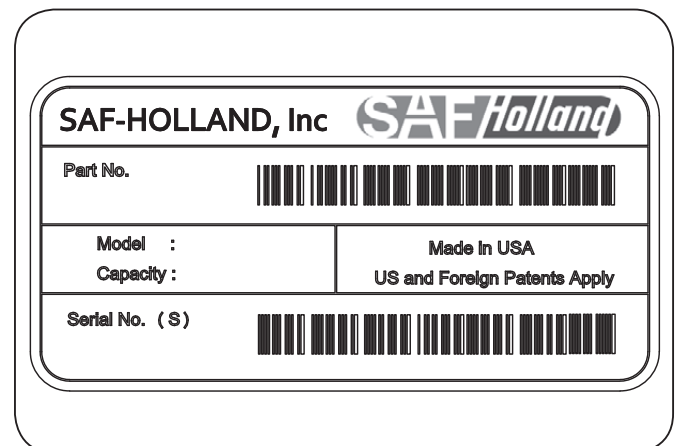 SAF-HOLLAND, Inc SAF Holland
Part No.
Model :
Capacity :
Made in USA
US and Foreign Patents Apply
Serial No. (S)